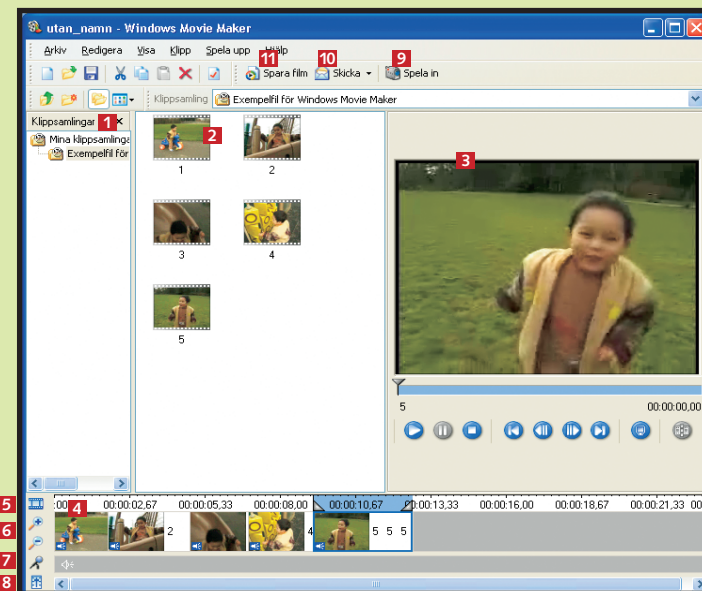 utan_namn - Windows Movie Maker
Arkiv Redigera Visa Klipp Spela upp Hjälp
11 10 9
Spara film Skicka Spela in
Klippsamling Exempelfil för Windows Movie Maker
Klippsamlingar 1
Mina klippsamlinga
Exempelfil för
2
1 2
3 4
5
3
5 00:00:00,00
5 :00 00:00:02,67 00:00:05,33 00:00:08,00 00:00:10,67 00:00:13,33 00:00:16,00 00:00:18,67 00:00:21,33 00
4
6 2 4 5 5 5
7
8